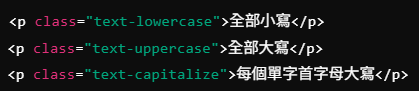 <p class="text-lowercase">全部小寫</p>
<p class="text-uppercase">全部大寫</p>
<p class="text-capitalize">每個單字首字母大寫</p>